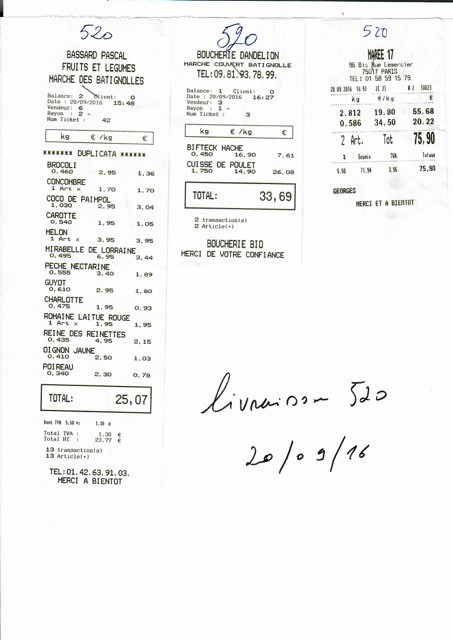 520
BASSARD PASCAL
FRUITS ET LEGUMES
MARCHE DES BATIGNOLLES
Balance: 2 Client: 0
Date : 20/09/2016 15:48
Vendeur: 6
Rayon : 2 -
Num Ticket : 42
kg € /kg €
******* DUPLICATA ******
BROCOLI
0,460 2,95 1,36
CONCOMBRE
1 Art x 1,70 1,70
COCO DE PAIMPOL
1,030 2,95 3,04
CAROTTE
0,540 1,95 1,05
MELON
1 Art x 3,95 3,95
MIRABELLE DE LORRAINE
0,495 6,95 3,44
PECHE NECTARINE
0,555 3,40 1,89
GUYOT
0,610 2,95 1,80
CHARLOTTE
0,475 1,95 0,93
ROMAINE LAITUE ROUGE
1 Art x 1,95 1,95
REINE DES REINETTES
0,435 4,95 2,15
OIGNON JAUNE
0,410 2,50 1,03
POIREAU
0,340 2,30 0,78
TOTAL: 25,07
Dont TVA 5,50 %: 1,30 €
Total TVA : 1,30 €
Total HT : 23,77 €
13 transaction(s)
13 Article(s)
TEL:01.42.63.91.03.
MERCI A BIENTOT
520
BOUCHERIE DANDELION
MARCHE COUVERT BATIGNOLLE
TEL:09.81.93.78.99.
Balance: 1 Client: 0
Date : 20/09/2016 16:27
Vendeur: 3
Rayon : 1 -
Num Ticket : 3
kg € /kg €
BIFTECK HACHE
0,450 16,90 7,61
CUISSE DE POULET
1,750 14,90 26,08
TOTAL: 33,69
2 transaction(s)
2 Article(s)
BOUCHERIE BIO
MERCI DE VOTRE CONFIANCE
520
MAREE 17
96 Bis Rue Lemercier
75017 PARIS
TEL: 01 58 59 15 79
20 09 2016 16:51 2[ 2]
kg €/kg €
2.812 19.80 55.68
0.586 34.50 20.22
2 Art. Tot 75,90
% Soumis TVA Totaux
5,50 71,94 3,96 75,90
GEORGES
MERCI ET A BIENTOT
livraison 520
20/09/16